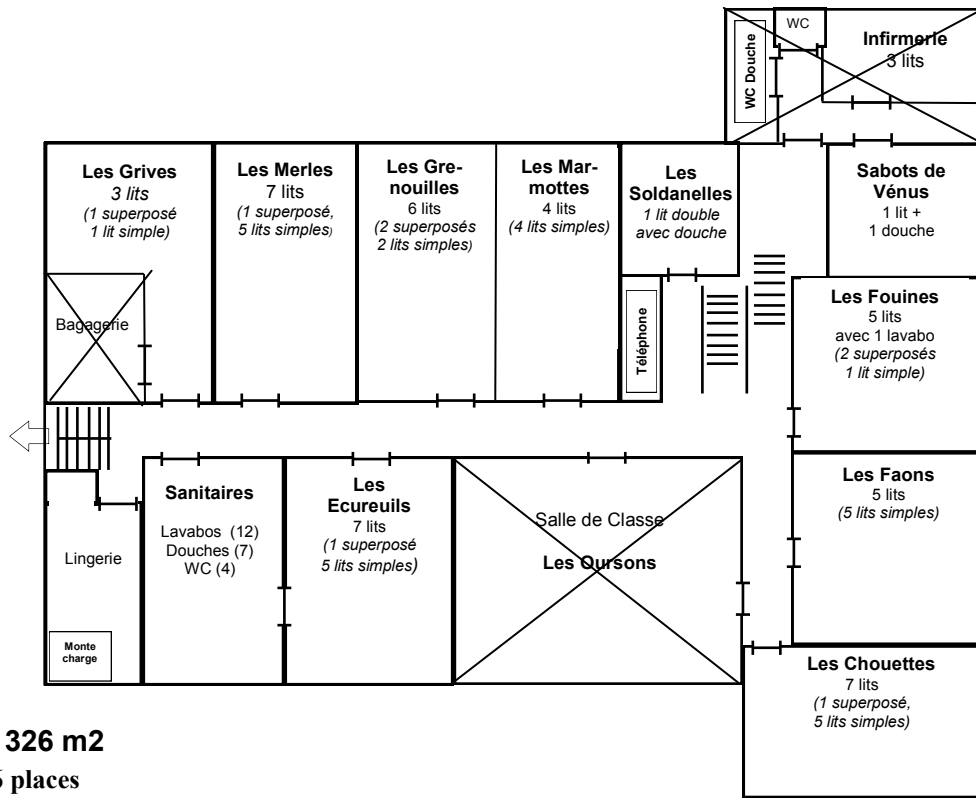 WC
WC Douche
Infirmerie
3 lits
Les Grives
3 lits
(1 superposé
1 lit simple)
Les Merles
7 lits
(1 superposé,
5 lits simples)
Les Gre-
nouilles
6 lits
(2 superposés
2 lits simples)
Les Mar-
mottes
4 lits
(4 lits simples)
Les
Soldanelles
1 lit double
avec douche
Sabots de
Vénus
1 lit +
1 douche
Bagagerie
Téléphone
Les Fouines
5 lits
avec 1 lavabo
(2 superposés
1 lit simple)
Lingerie
Monte
charge
Sanitaires
Lavabos (12)
Douches (7)
WC (4)
Les
Ecureuils
7 lits
(1 superposé
5 lits simples)
Salle de Classe
Les Oursons
Les Faons
5 lits
(5 lits simples)
Les Chouettes
7 lits
(1 superposé,
5 lits simples)
326 m2
places